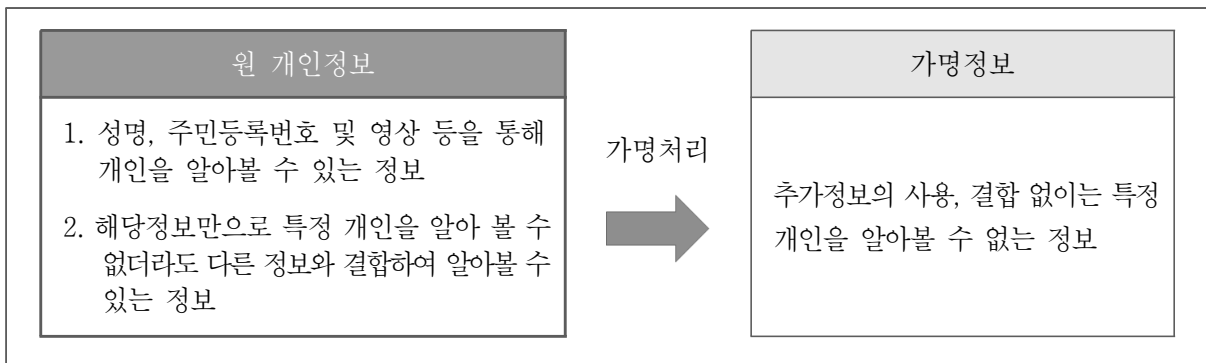 원 개인정보
1. 성명, 주민등록번호 및 영상 등을 통해
개인을 알아볼 수 있는 정보
2. 해당정보만으로 특정 개인을 알아 볼 수
없더라도 다른 정보와 결합하여 알아볼 수
있는 정보
가명처리
가명정보
추가정보의 사용, 결합 없이는 특정
개인을 알아볼 수 없는 정보